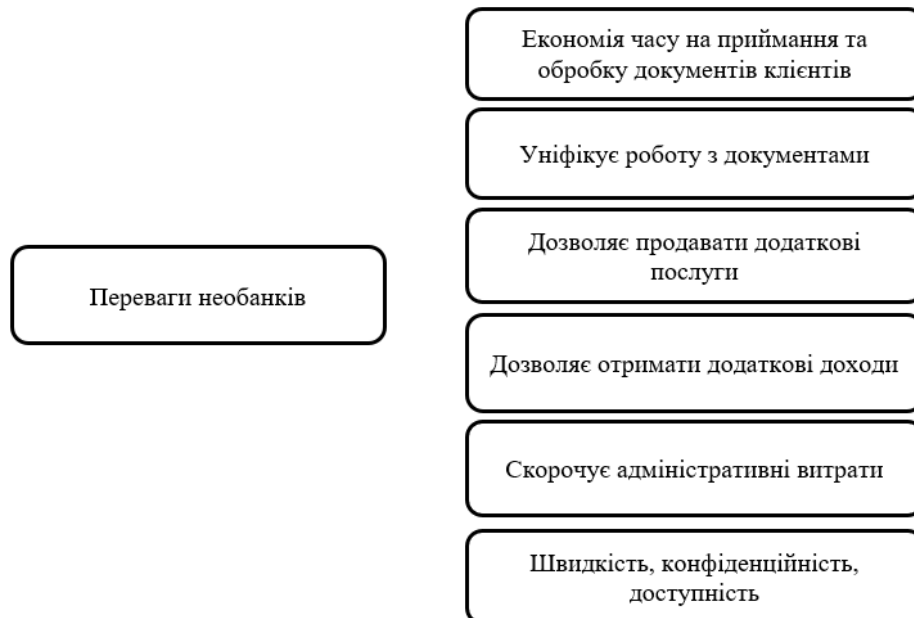 Переваги необанків
Економія часу на приймання та
обробку документів клієнтів
Уніфікує роботу з документами
Дозволяє продавати додаткові
послуги
Дозволяє отримати додаткові доходи
Скорочує адміністративні витрати
Швидкість, конфіденційність,
доступність